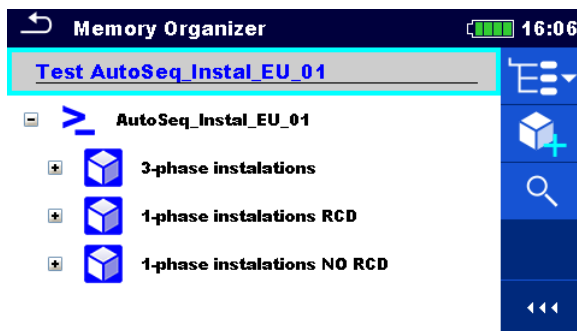 Memory Organizer 16:06
Test AutoSeq_Instal_EU_01
AutoSeq_Instal_EU_01
3-phase instalations
1-phase instalations RCD
1-phase instalations NO RCD